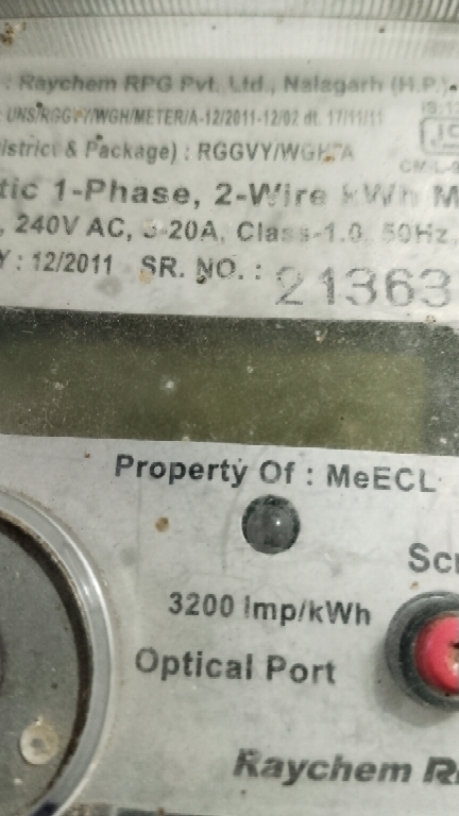 : Raychem RPG Pvt. Ltd., Nalagarh (H.P.)
: UNS/RGGVY/WGH/METER/A-12/2011-12/02 dt. 17/11/11
istrict & Package) : RGGVY/WGH
tic 1-Phase, 2-Wire kWh M
, 240V AC, 5-20A, Class-1.0, 50Hz,
Y : 12/2011 SR. NO. : 21363
Property Of : MeECL
Scr
3200 Imp/kWh
Optical Port
Raychem R